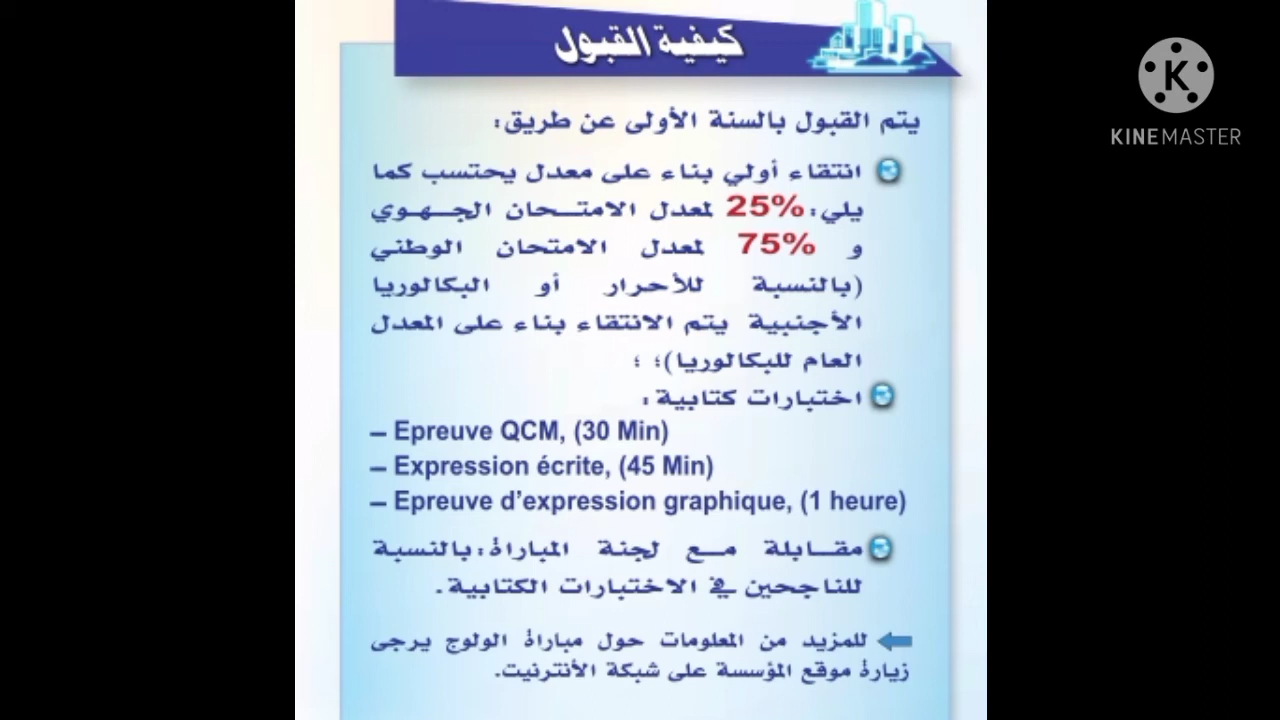 كيفية القبول
KINEMASTER
يتم القبول بالسنة الأولى عن طريق:
انتقاء أولي بناء على معدل يحتسب كما
يلي: 25% لمعدل الامتحان الجهوي
و 75% لمعدل الامتحان الوطني
(بالنسبة للأحرار أو البكالوريا
الأجنبية يتم الانتقاء بناء على المعدل
العام للبكالوريا)؛ ؛
اختبارات كتابية :
– Epreuve QCM, (30 Min)
– Expression écrite, (45 Min)
– Epreuve d'expression graphique, (1 heure)
مقابلة مع لجنة المباراة: بالنسبة
للناجحين في الاختبارات الكتابية.
للمزيد من المعلومات حول مباراة الولوج يرجى
زيارة موقع المؤسسة على شبكة الأنترنيت.